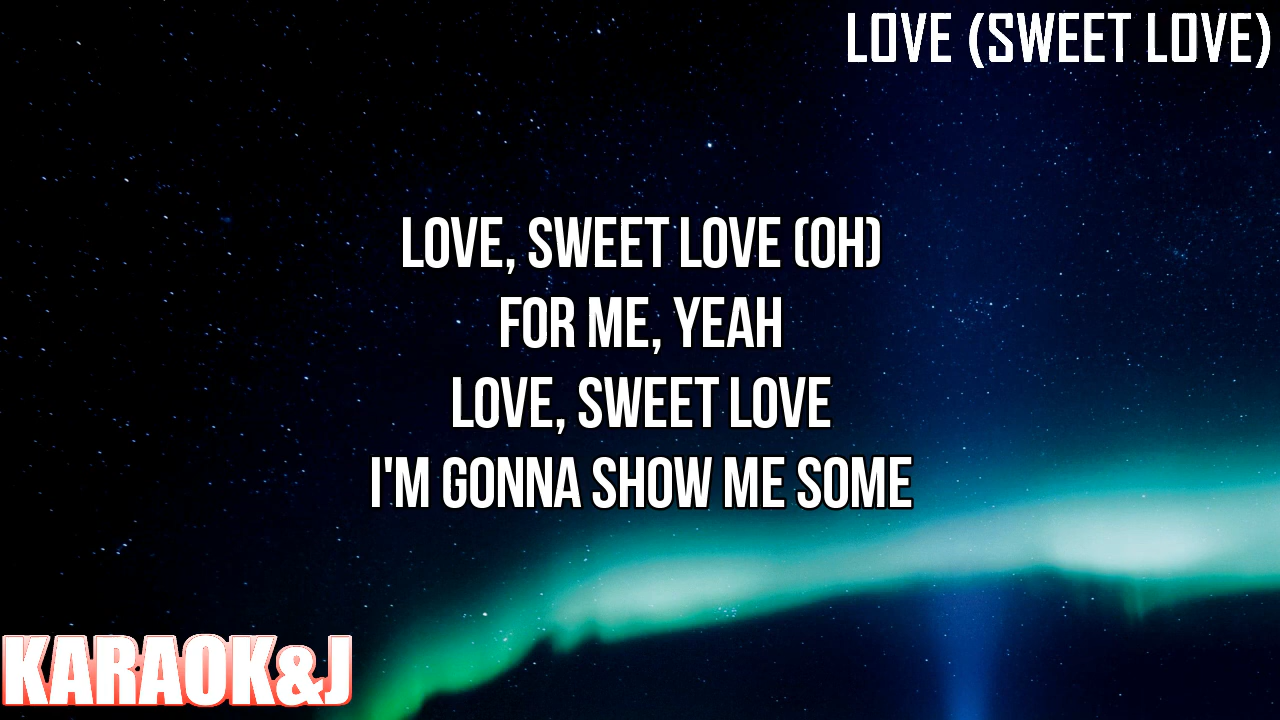 LOVE (SWEET LOVE)
LOVE, SWEET LOVE (OH)
FOR ME, YEAH
LOVE, SWEET LOVE
I'M GONNA SHOW ME SOME
KARAOK&J